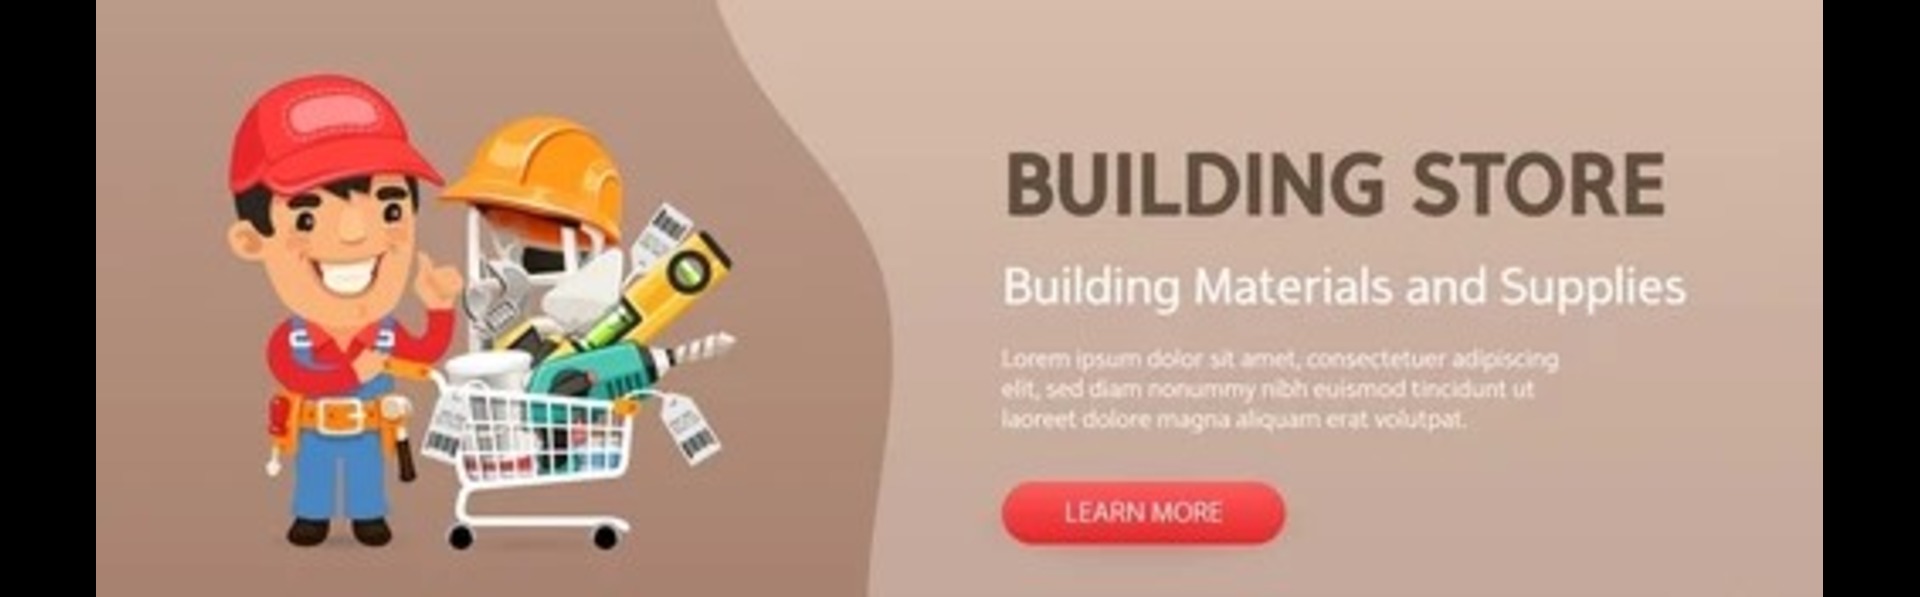 BUILDING STORE
Building Materials and Supplies
Lorem ipsum dolor sit amet, consectetuer adipiscing
elit, sed diam nonummy nibh euismod tincidunt ut
laoreet dolore magna aliquam erat volutpat.
LEARN MORE